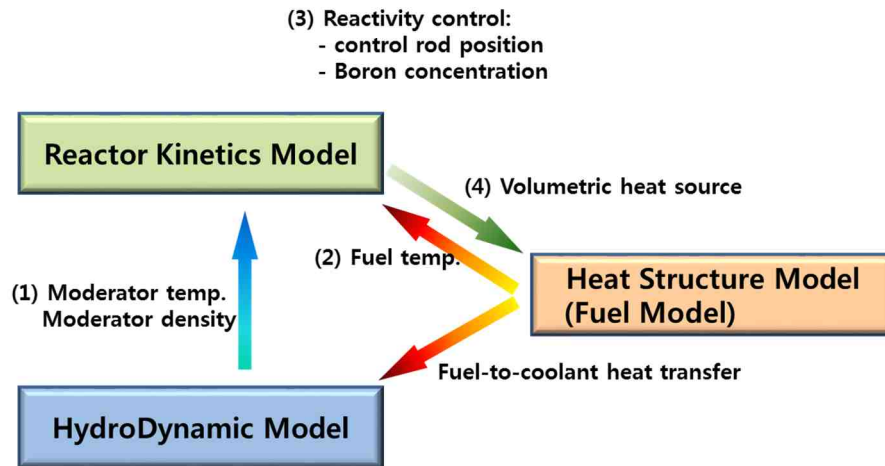 (3) Reactivity control:
- control rod position
- Boron concentration
Reactor Kinetics Model
(4) Volumetric heat source
(2) Fuel temp.
(1) Moderator temp.
Moderator density
Heat Structure Model
(Fuel Model)
Fuel-to-coolant heat transfer
HydroDynamic Model